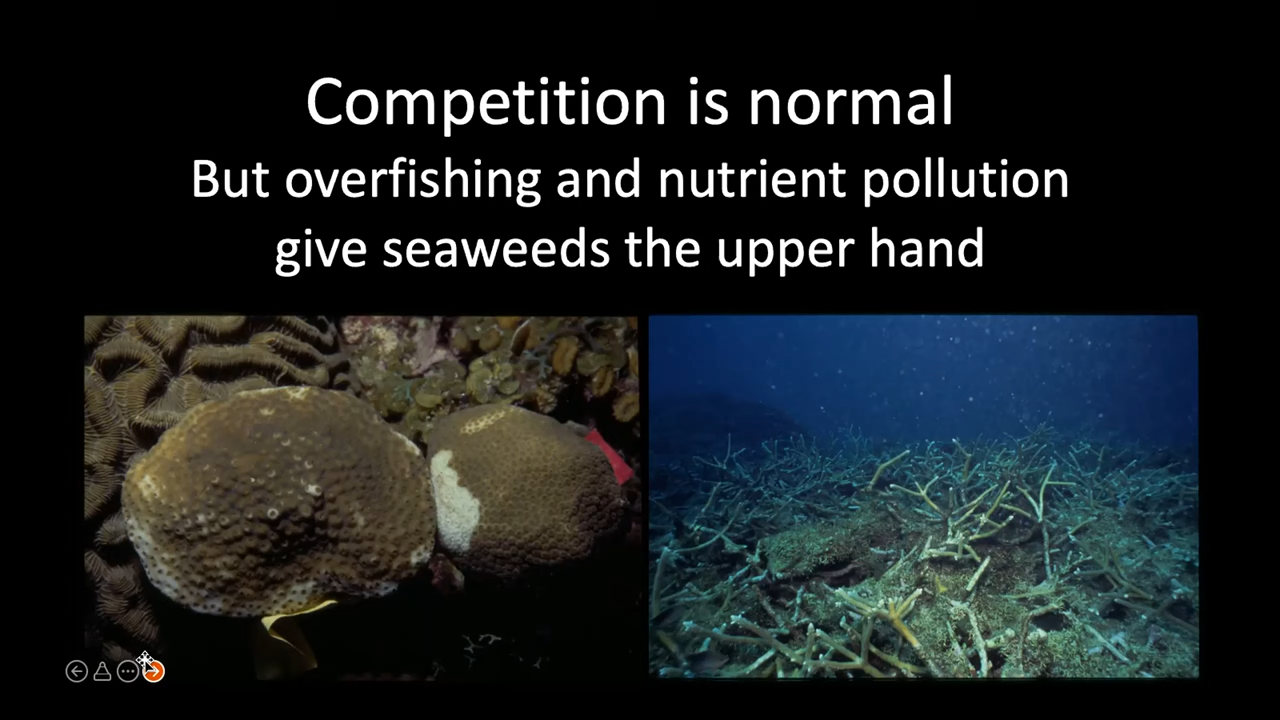 Competition is normal
But overfishing and nutrient pollution
give seaweeds the upper hand